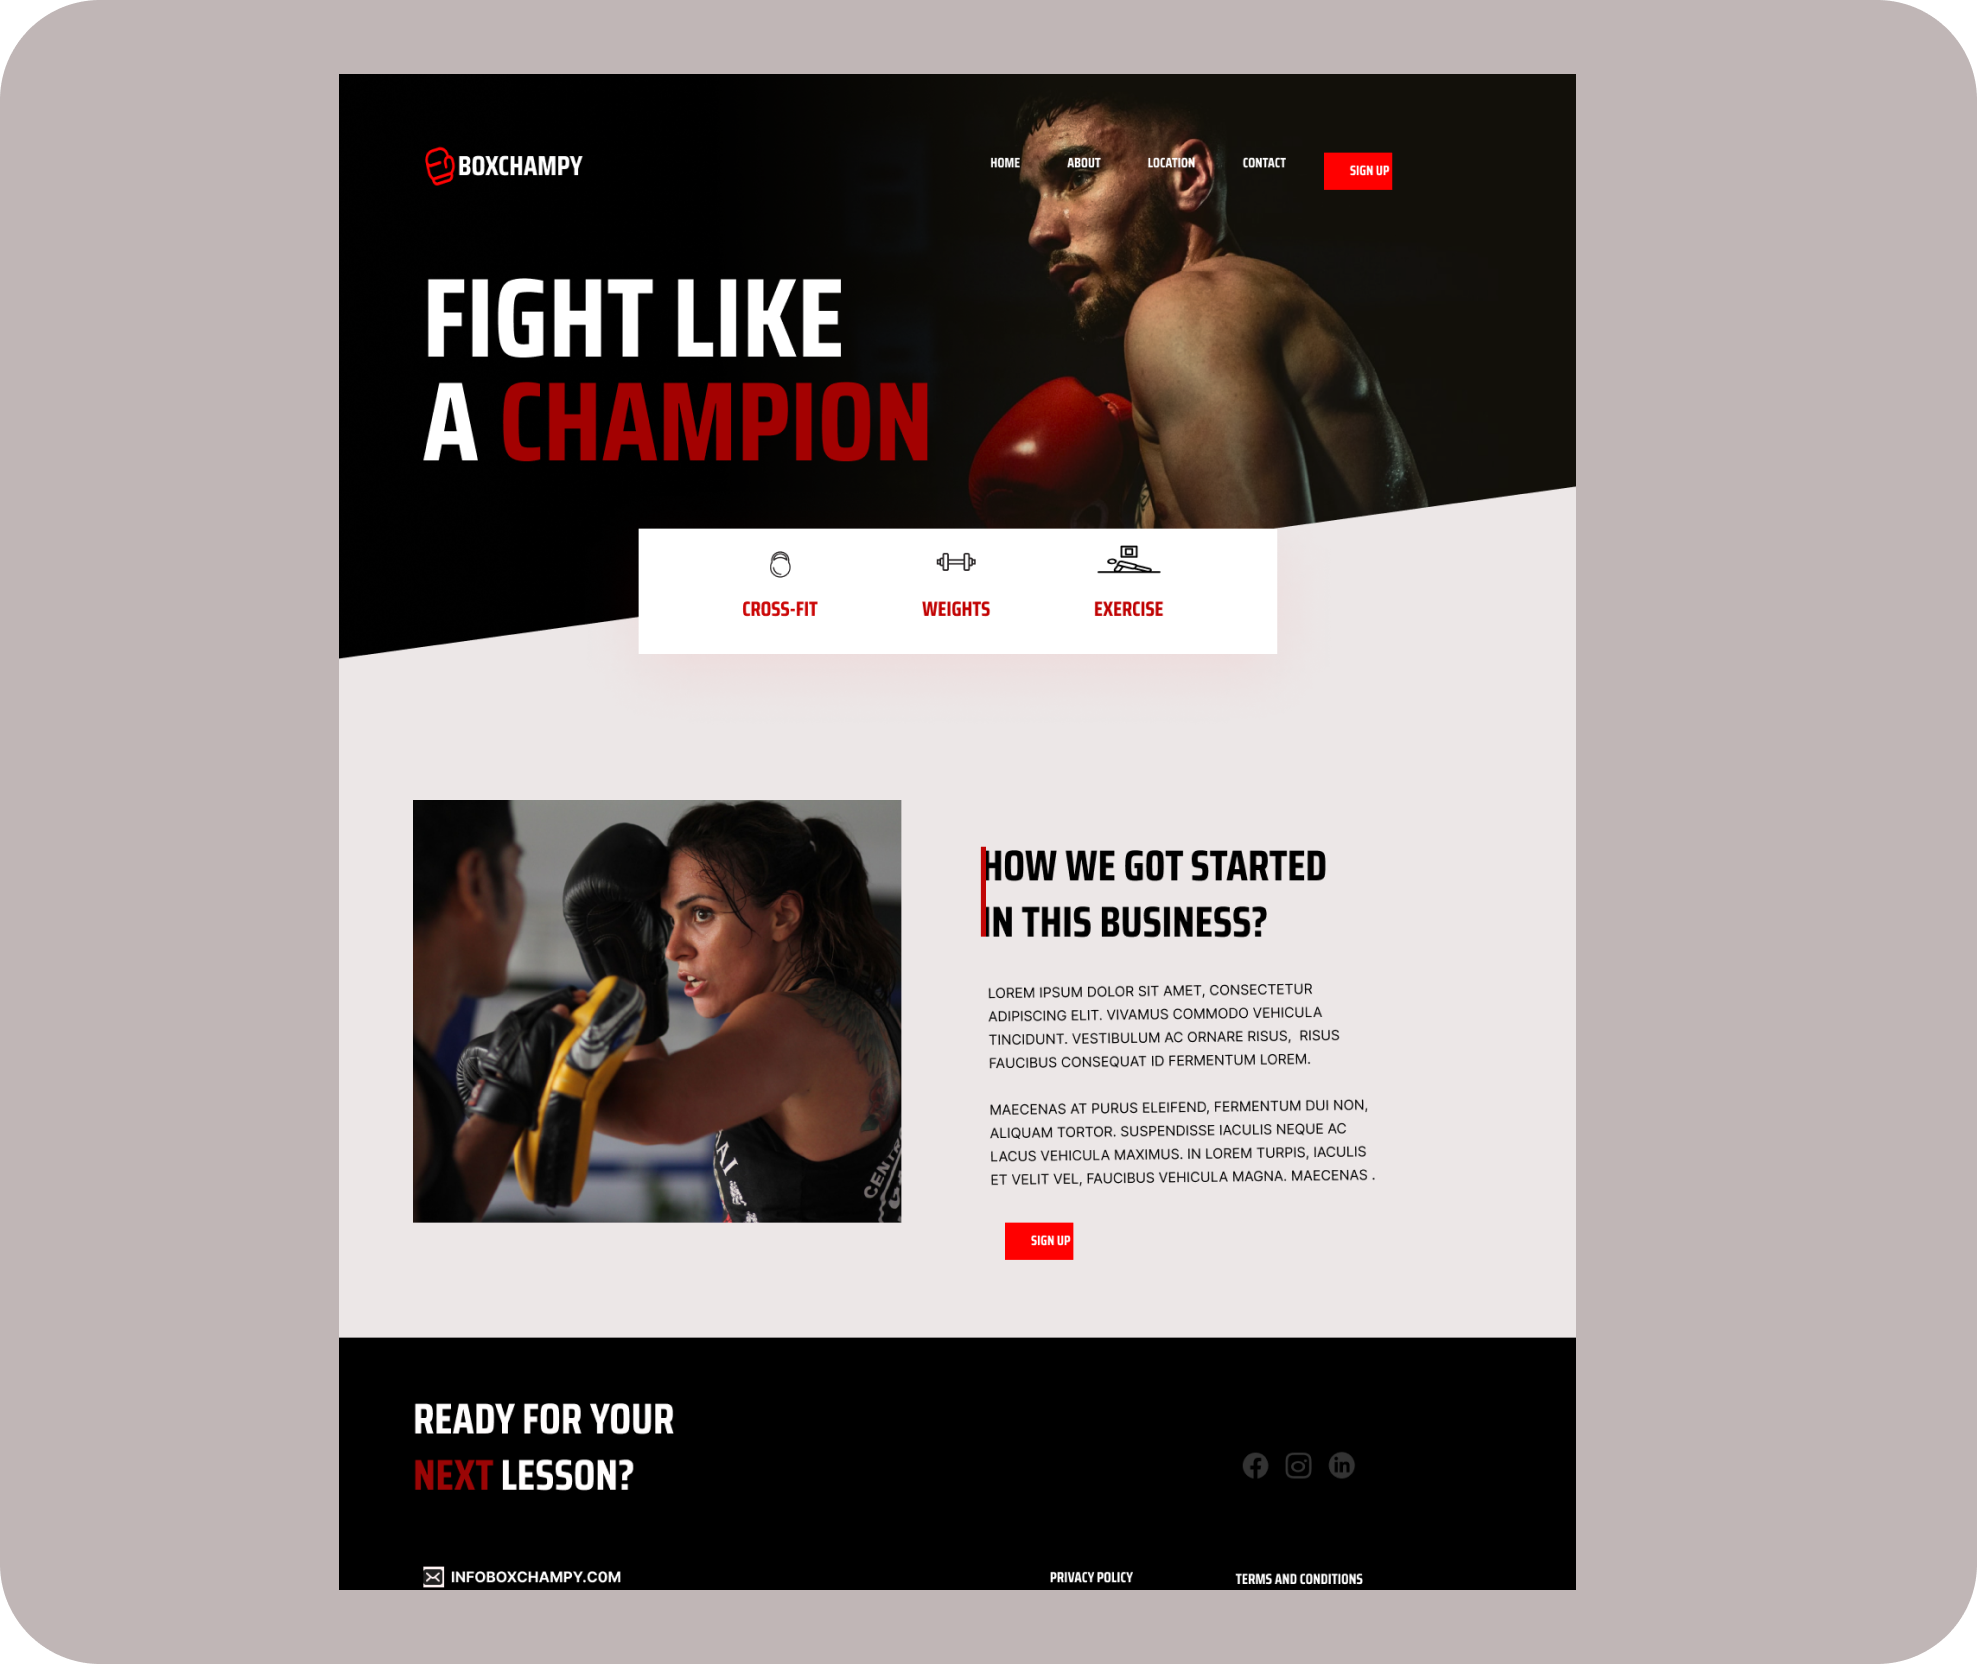 BOXCHAMPY
HOME ABOUT LOCATION CONTACT SIGN UP
FIGHT LIKE
A CHAMPION
CROSS-FIT WEIGHTS EXERCISE
HOW WE GOT STARTED
IN THIS BUSINESS?
LOREM IPSUM DOLOR SIT AMET, CONSECTETUR
ADIPISCING ELIT. VIVAMUS COMMODO VEHICULA
TINCIDUNT. VESTIBULUM AC ORNARE RISUS,  RISUS
FAUCIBUS CONSEQUAT ID FERMENTUM LOREM.
MAECENAS AT PURUS ELEIFEND, FERMENTUM DUI NON,
ALIQUAM TORTOR. SUSPENDISSE IACULIS NEQUE AC
LACUS VEHICULA MAXIMUS. IN LOREM TURPIS, IACULIS
ET VELIT VEL, FAUCIBUS VEHICULA MAGNA. MAECENAS .
SIGN UP
READY FOR YOUR
NEXT LESSON?
INFOBOXCHAMPY.COM
PRIVACY POLICY
TERMS AND CONDITIONS